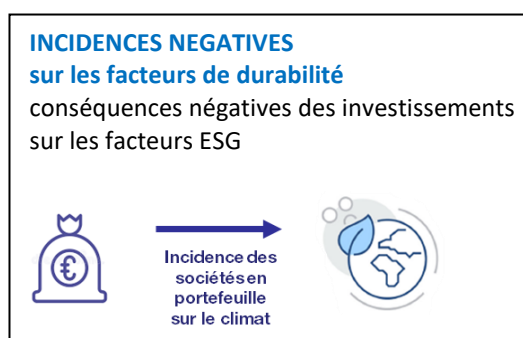 INCIDENCES NEGATIVES
sur les facteurs de durabilité
conséquences négatives des investissements
sur les facteurs ESG
€
Incidence des
sociétés en
portefeuille
sur le climat